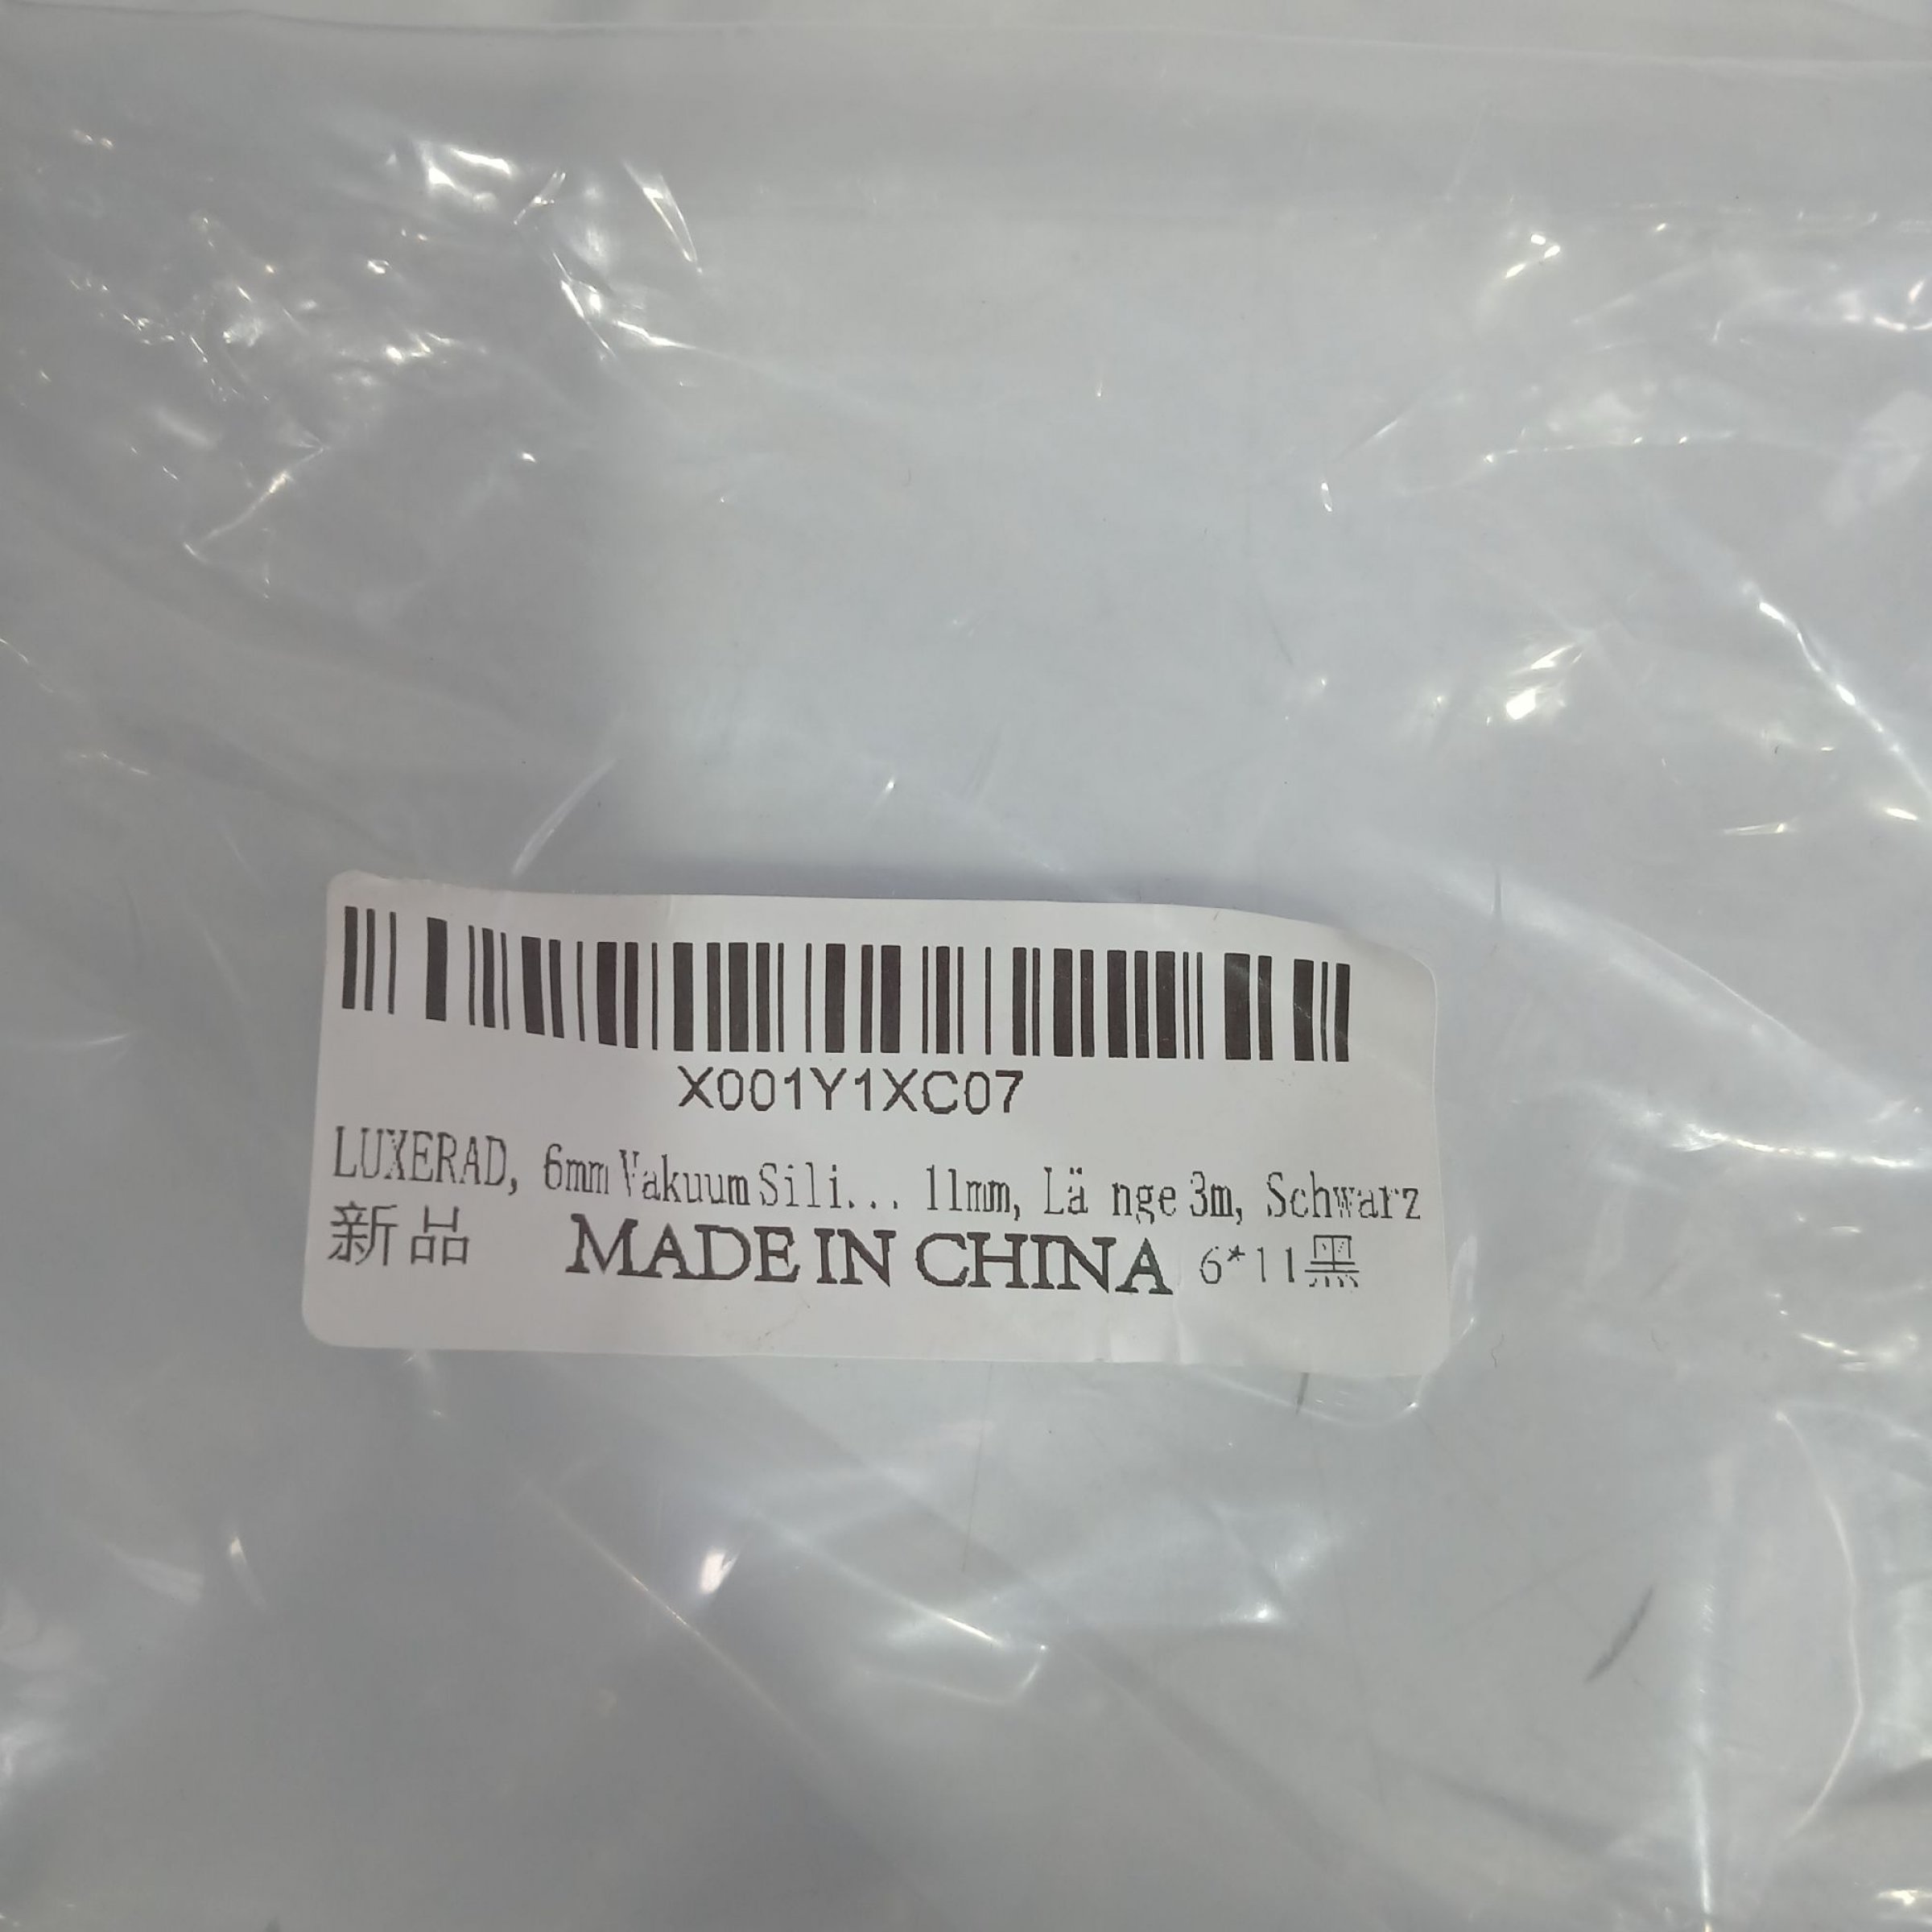 X001Y1XC07
LUXERAD, 6mm Vakuum Sili... 11mm, Lä nge 3m, Schwarz
新品 MADE IN CHINA 6*11黑